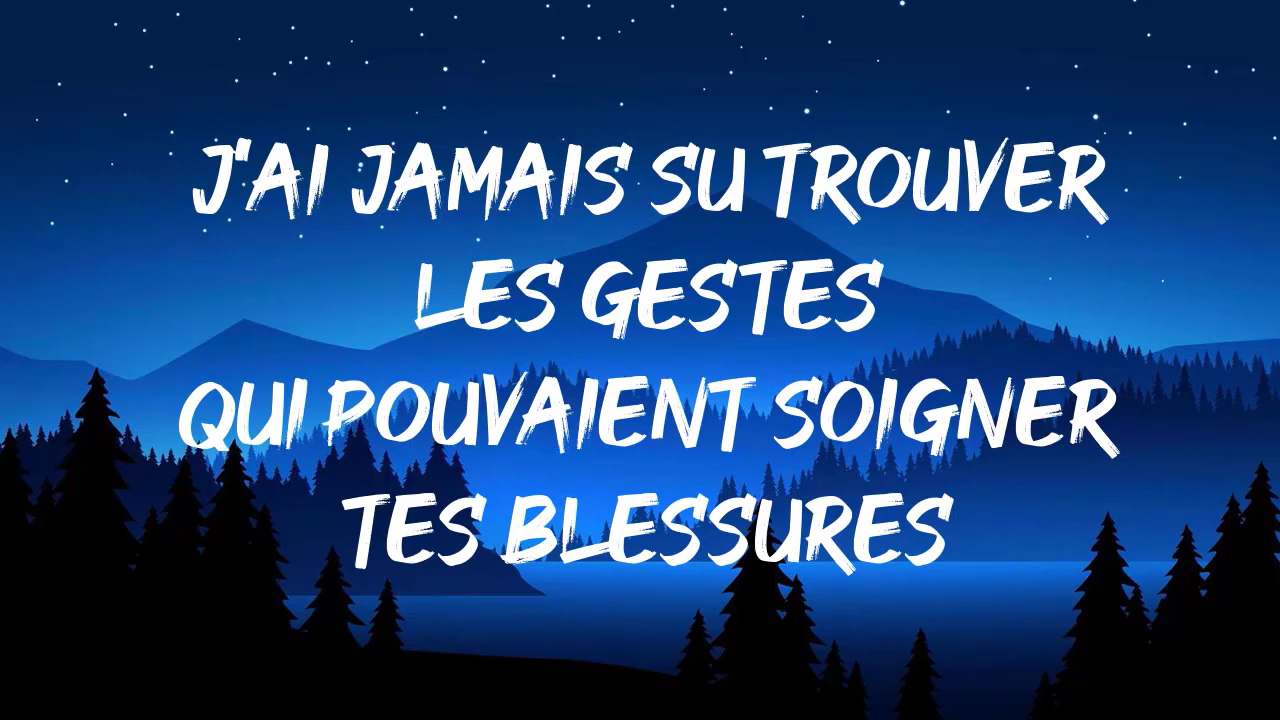 J'AI JAMAIS SU TROUVER
LES GESTES
QUI POUVAIENT SOIGNER
TES BLESSURES